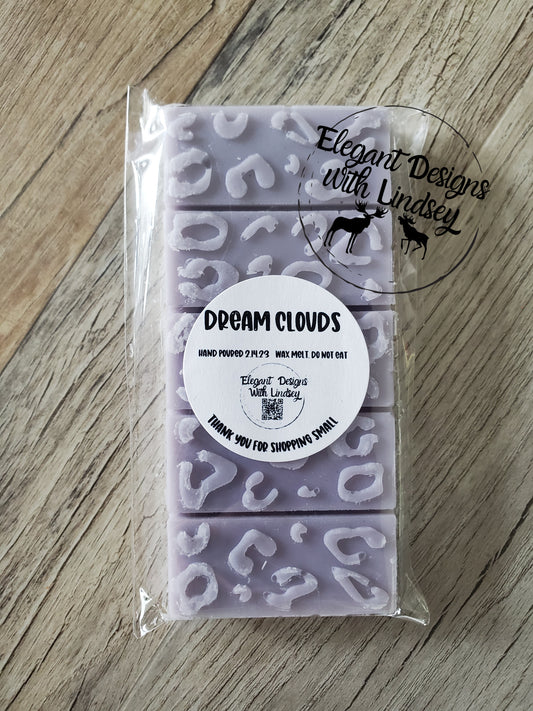 Elegant Designs
with Lindsey
DREAM CLOUDS
HAND POURED 2.14.23 WAX MELT. DO NOT EAT
Elegant Designs
With Lindsey
THANK YOU FOR SHOPPING SMALL